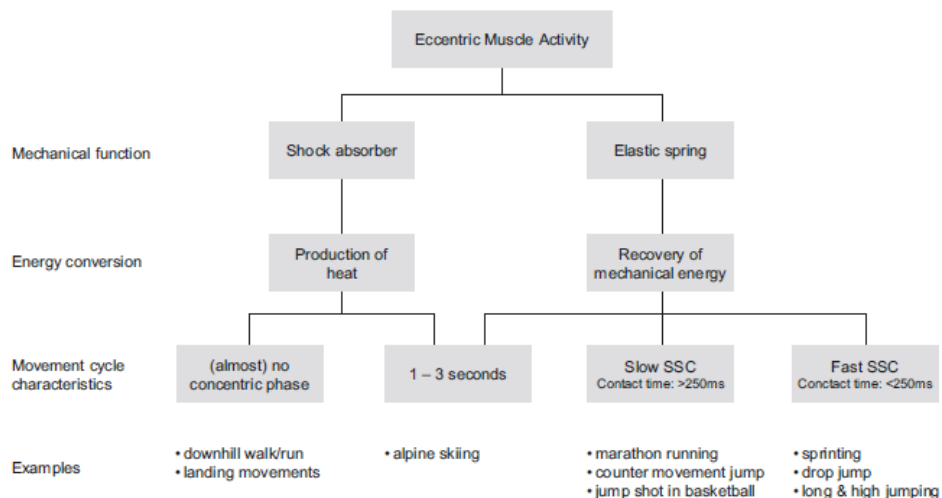 Eccentric Muscle Activity
Mechanical function
Shock absorber
Elastic spring
Energy conversion
Production of
heat
Recovery of
mechanical energy
Movement cycle
characteristics
(almost) no
concentric phase
1 – 3 seconds
Slow SSC
Contact time: >250ms
Fast SSC
Conctact time: <250ms
Examples
• downhill walk/run
• landing movements
• alpine skiing
• marathon running
• counter movement jump
• jump shot in basketball
• sprinting
• drop jump
• long & high jumping